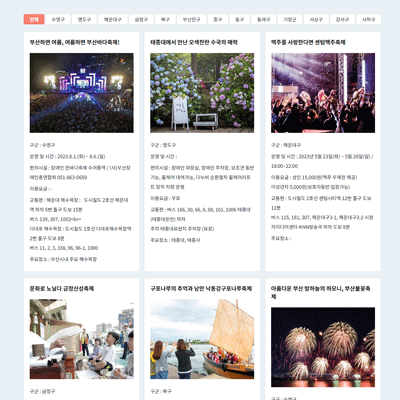 전체 수영구 영도구 해운대구 금정구 북구 부산진구 중구 동구 동래구 기장군 사상구 강서구 사하구
부산하면 여름, 여름하면 부산바다축제!
구군 : 수영구
운영 및 시간 : 2023.8.1.(화) ~ 8.6.(일)
편의시설 : 장애인 한바다축제 수어통역 / (사)부산장
애인총연합회 051-863-0650
이용요금 : -
교통편 : 해운대 해수욕장 : 도시철도 2호선 해운대
역 하차 5번 출구 도보 15분
버스 139, 307, 1003<br>
다대포 해수욕장 : 도시철도 1호선 다대포해수욕장역
2번 출구 도보 8분
버스 11, 2, 3, 338, 96, 96-1, 1000
주요장소 : 부산시내 주요 해수욕장
태종대에서 만난 오색찬란 수국의 매력
구군 : 영도구
운영 및 시간 :
편의시설 : 장애인 화장실, 장애인 주차장, 보조견 동반
가능, 휠체어 대여가능, 다누비 순환열차 휠체어리프
트 장착 차량 운행
이용요금 : 무료
교통편 : 버스 186, 30, 66, 8, 88, 101, 1006 태종대
(태종대온천) 하차
주차 태종대유원지 주차장 (유료)
주요장소 : 태종대, 태종사
맥주를 사랑한다면 센텀맥주축제
구군 : 해운대구
운영 및 시간 : 2023년 5월 23일(화) ~ 5월 28일(일) /
18:00~22:00
이용요금 : 성인 15,000원(맥주 무제한 제공)
미성년자 5,000원(보호자동반 입장가능)
교통편 : 도시철도 2호선 센텀시티역 12번 출구 도보
12분
버스 115, 181, 307, 해운대구3-1, 해운대구3-2 시청
자미디어센터·KNN방송국 하차 도보 8분
주요장소 :
문화로 노닐다 금정산성축제
구군 : 금정구
구포나루의 추억과 낭만 낙동강구포나루축제
구군 : 북구
아름다운 부산 밤하늘의 하모니, 부산불꽃축
제
구군 : 수영구